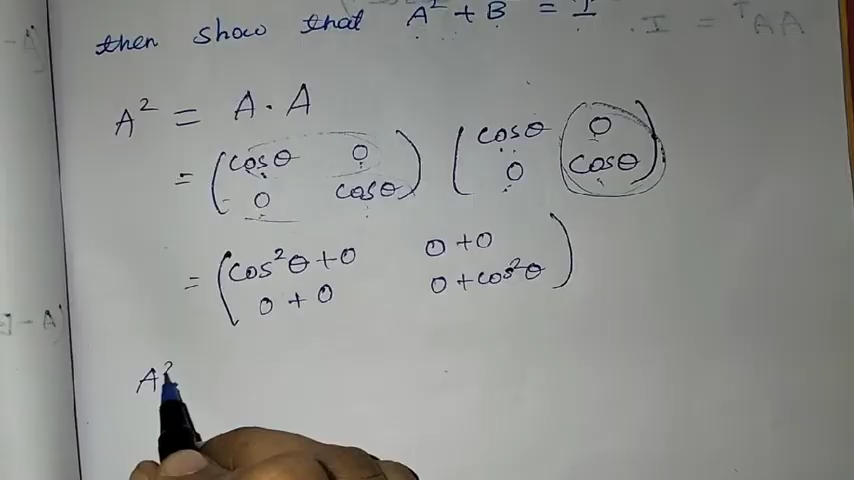 then show that A² + B² = I
A² = A · A
= (cosθ 0 0 cosθ) (cosθ 0 0 cosθ)
= (cos²θ+0 0+0 0+0 0+cos²θ)
A²